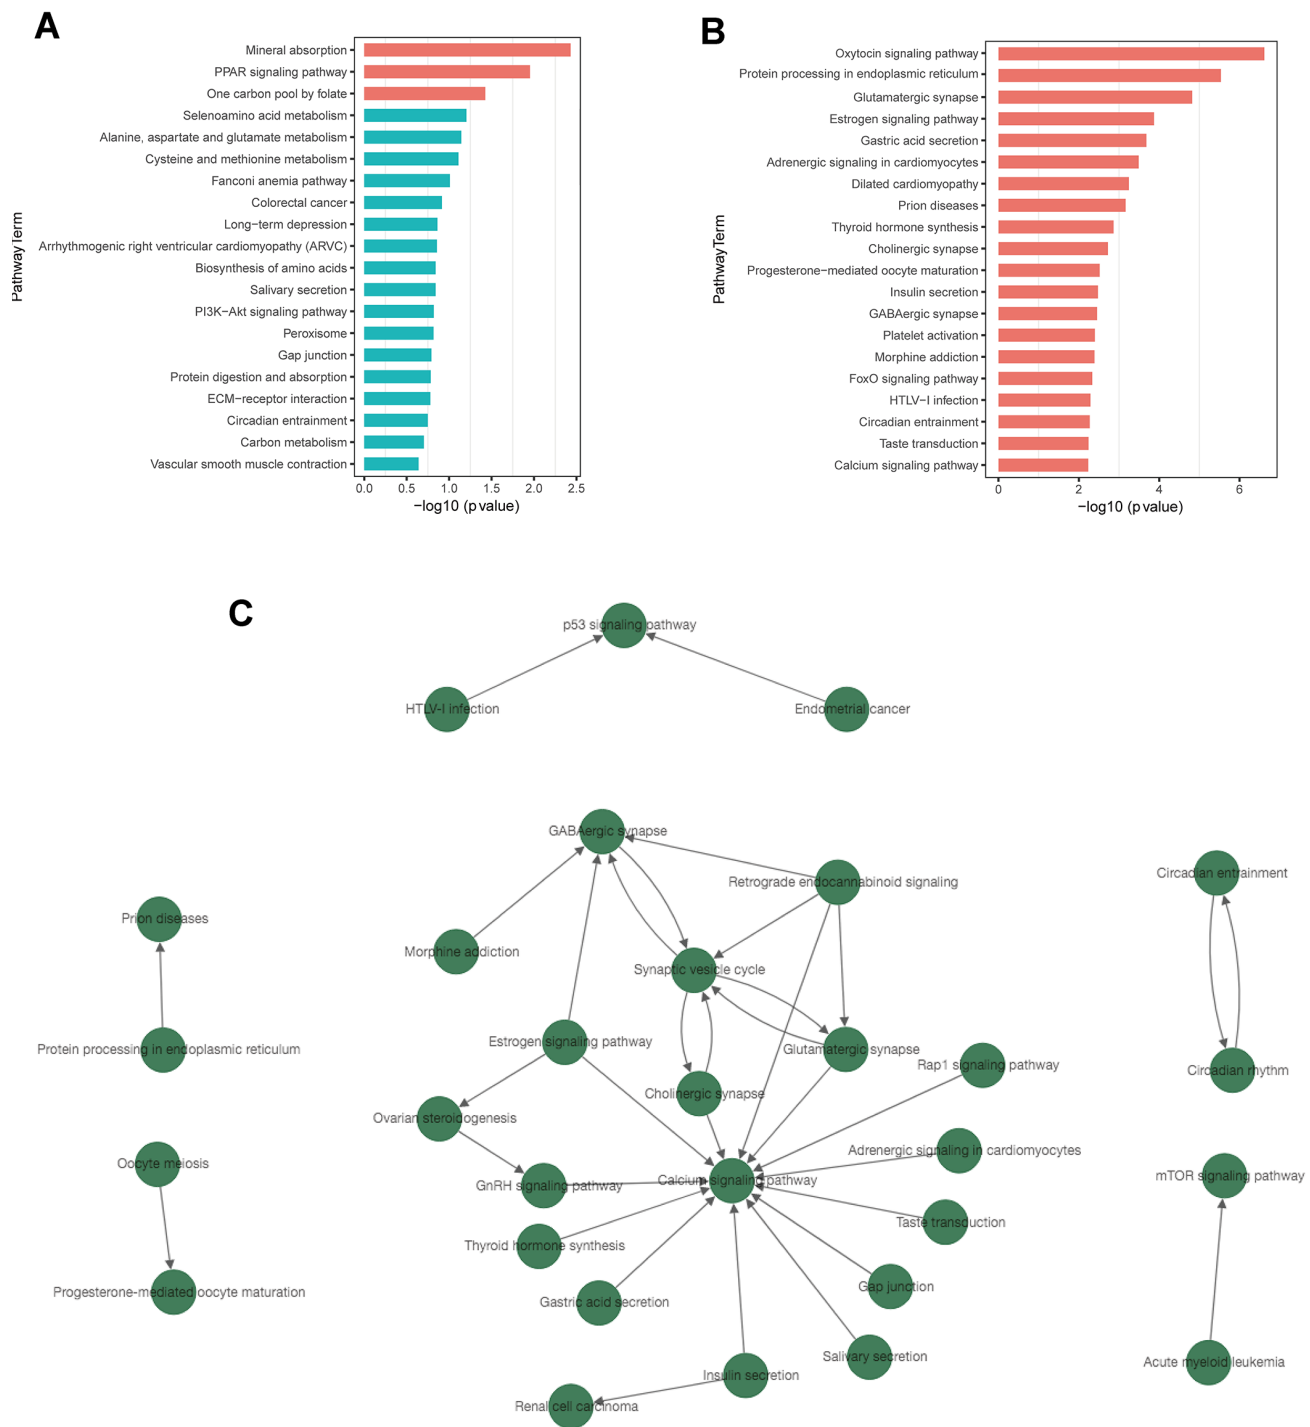 A
Mineral absorption
PPAR signaling pathway
One carbon pool by folate
Selenoamino acid metabolism
Alanine, aspartate and glutamate metabolism
Cysteine and methionine metabolism
Fanconi anemia pathway
Colorectal cancer
Long−term depression
Arrhythmogenic right ventricular cardiomyopathy (ARVC)
Biosynthesis of amino acids
Salivary secretion
PI3K−Akt signaling pathway
Peroxisome
Gap junction
Protein digestion and absorption
ECM−receptor interaction
Circadian entrainment
Carbon metabolism
Vascular smooth muscle contraction
PathwayTerm
0.0 0.5 1.0 1.5 2.0 2.5
−log10 (p value)
B
Oxytocin signaling pathway
Protein processing in endoplasmic reticulum
Glutamatergic synapse
Estrogen signaling pathway
Gastric acid secretion
Adrenergic signaling in cardiomyocytes
Dilated cardiomyopathy
Prion diseases
Thyroid hormone synthesis
Cholinergic synapse
Progesterone−mediated oocyte maturation
Insulin secretion
GABAergic synapse
Platelet activation
Morphine addiction
FoxO signaling pathway
HTLV−I infection
Circadian entrainment
Taste transduction
Calcium signaling pathway
PathwayTerm
0 2 4 6
−log10 (p value)
C
p53 signaling pathway
HTLV-I infection
Endometrial cancer
GABAergic synapse
Retrograde endocannabinoid signaling
Circadian entrainment
Prion diseases
Morphine addiction
Synaptic vesicle cycle
Estrogen signaling pathway
Glutamatergic synapse
Protein processing in endoplasmic reticulum
Rap1 signaling pathway
Circadian rhythm
Cholinergic synapse
Ovarian steroidogenesis
Adrenergic signaling in cardiomyocytes
Oocyte meiosis
mTOR signaling pathway
Calcium signaling pathway
GnRH signaling pathway
Taste transduction
Thyroid hormone synthesis
Gap junction
Progesterone-mediated oocyte maturation
Gastric acid secretion
Salivary secretion
Acute myeloid leukemia
Insulin secretion
Renal cell carcinoma